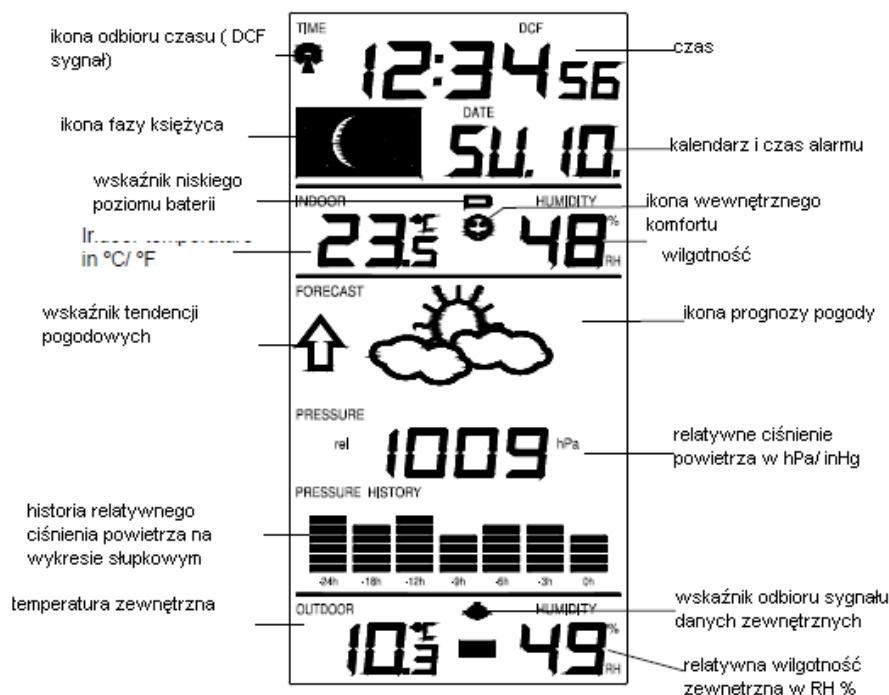 ikona odbioru czasu ( DCF
sygnał)
ikona fazy księżyca
wskaźnik niskiego
poziomu baterii
in ºC/ ºF
wskaźnik tendencji
pogodowych
historia relatywnego
ciśnienia powietrza na
wykresie słupkowym
temperatura zewnętrzna
TIME
DCF
12:34 56
DATE
SU. 10.
INDOOR
HUMIDITY
23.5 °C
48 %
RH
FORECAST
PRESSURE
rel 1009 hPa
PRESSURE HISTORY
-24h -18h -12h -9h -6h -3h 0h
OUTDOOR
HUMIDITY
10.3 °C
49 %
RH
czas
kalendarz i czas alarmu
ikona wewnętrznego
komfortu
wilgotność
ikona prognozy pogody
relatywne ciśnienie
powietrza w hPa/ inHg
wskaźnik odbioru sygnału
danych zewnętrznych
relatywna wilgotność
zewnetrzna w RH %